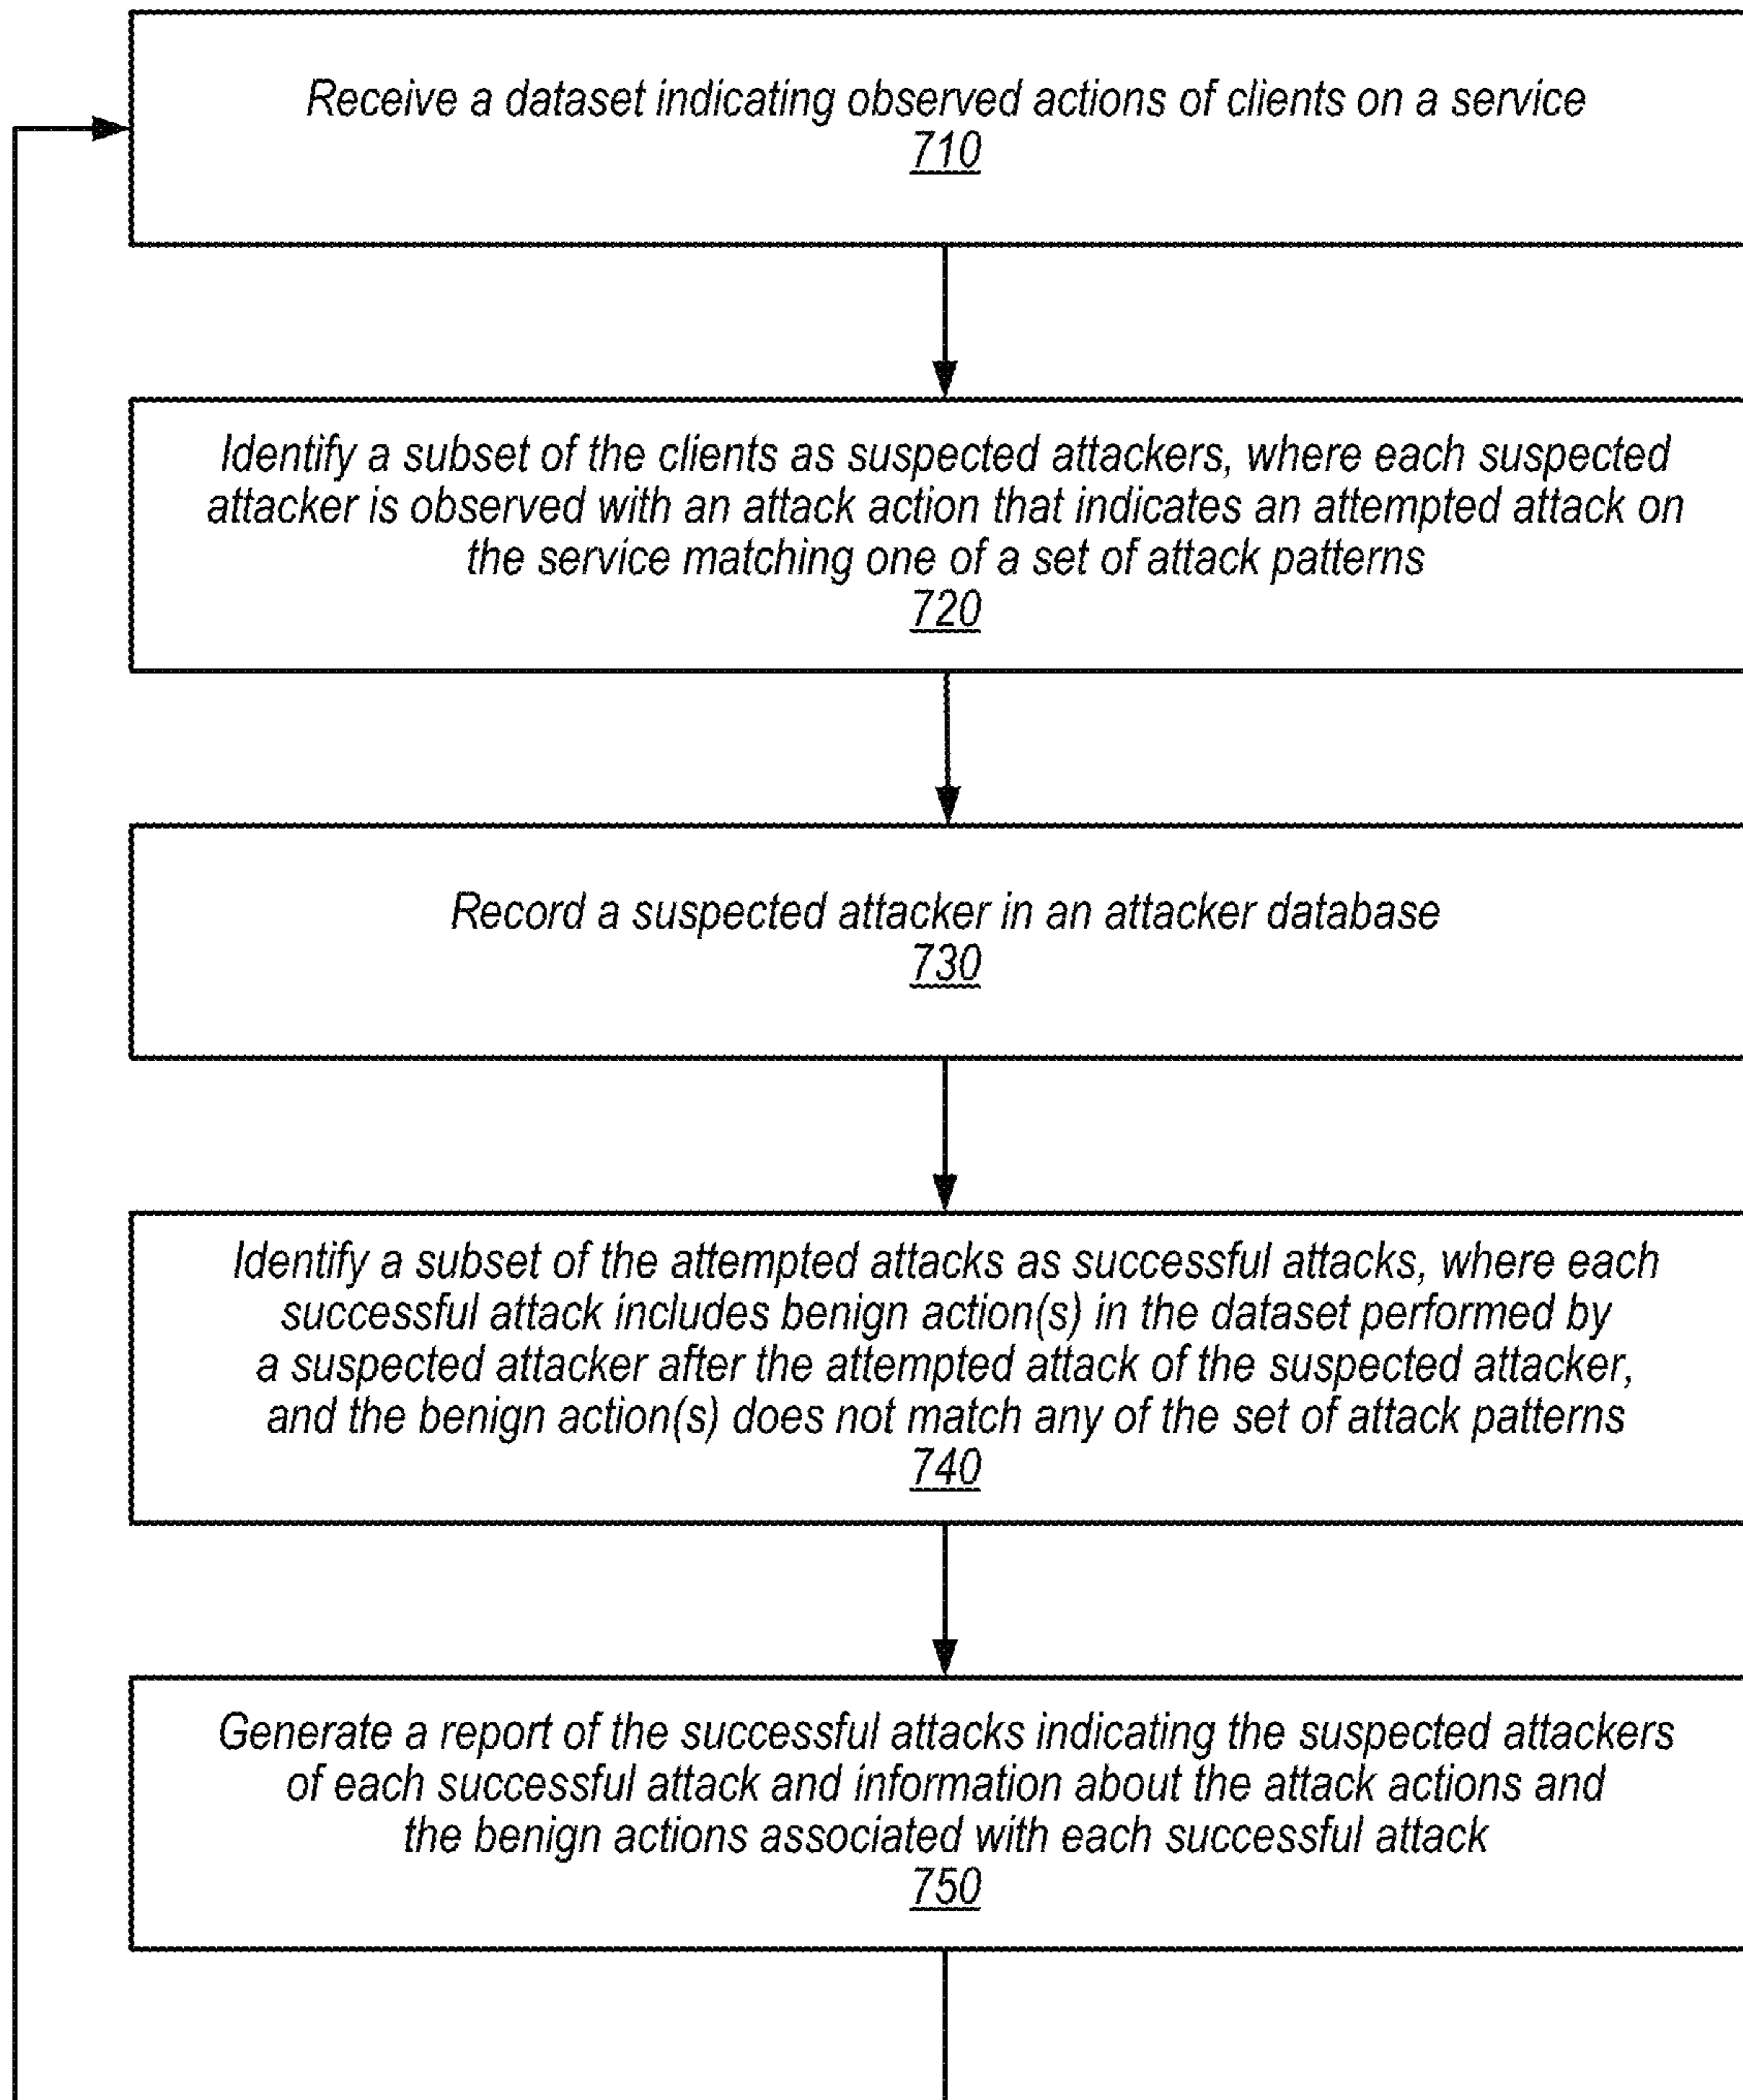 Receive a dataset indicating observed actions of clients on a service
710
Identify a subset of the clients as suspected attackers, where each suspected
attacker is observed with an attack action that indicates an attempted attack on
the service matching one of a set of attack patterns
720
Record a suspected attacker in an attacker database
730
Identify a subset of the attempted attacks as successful attacks, where each
successful attack includes benign action(s) in the dataset performed by
a suspected attacker after the attempted attack of the suspected attacker,
and the benign action(s) does not match any of the set of attack patterns
740
Generate a report of the successful attacks indicating the suspected attackers
of each successful attack and information about the attack actions and
the benign actions associated with each successful attack
750